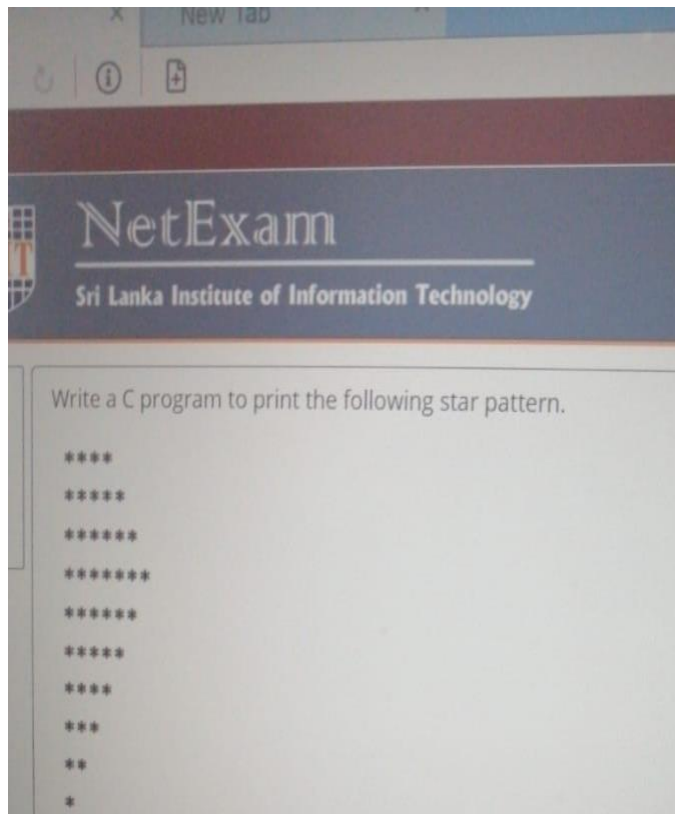 New Tab
NetExam
Sri Lanka Institute of Information Technology
Write a C program to print the following star pattern.
****
*****
******
*******
******
*****
****
***
**
*